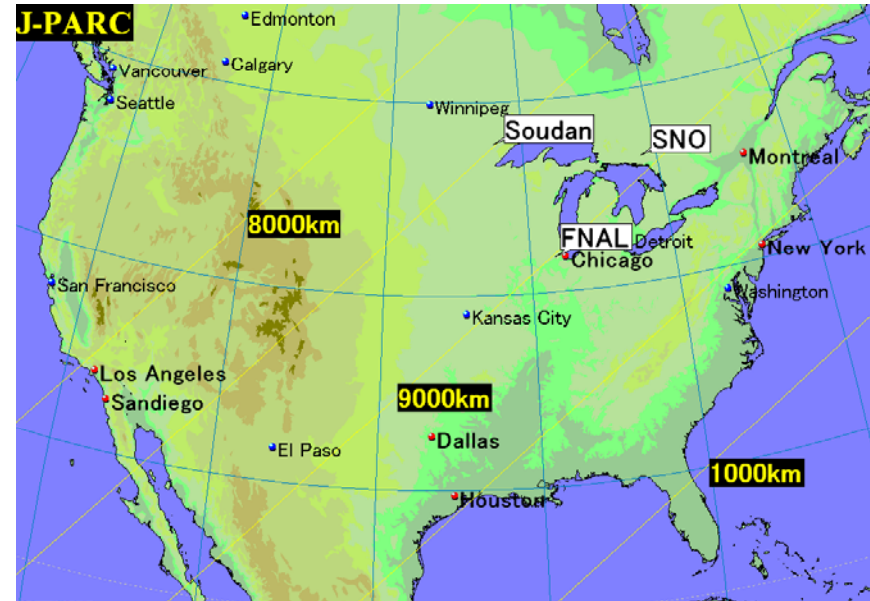 J-PARC
Edmonton
Calgary
Vancouver
Seattle
Winnipeg
Soudan
SNO
Montreal
8000km
FNAL
Detroit
New York
Chicago
San Francisco
Washington
Kansas City
Los Angeles
Sandiego
9000km
Dallas
El Paso
1000km
Houston